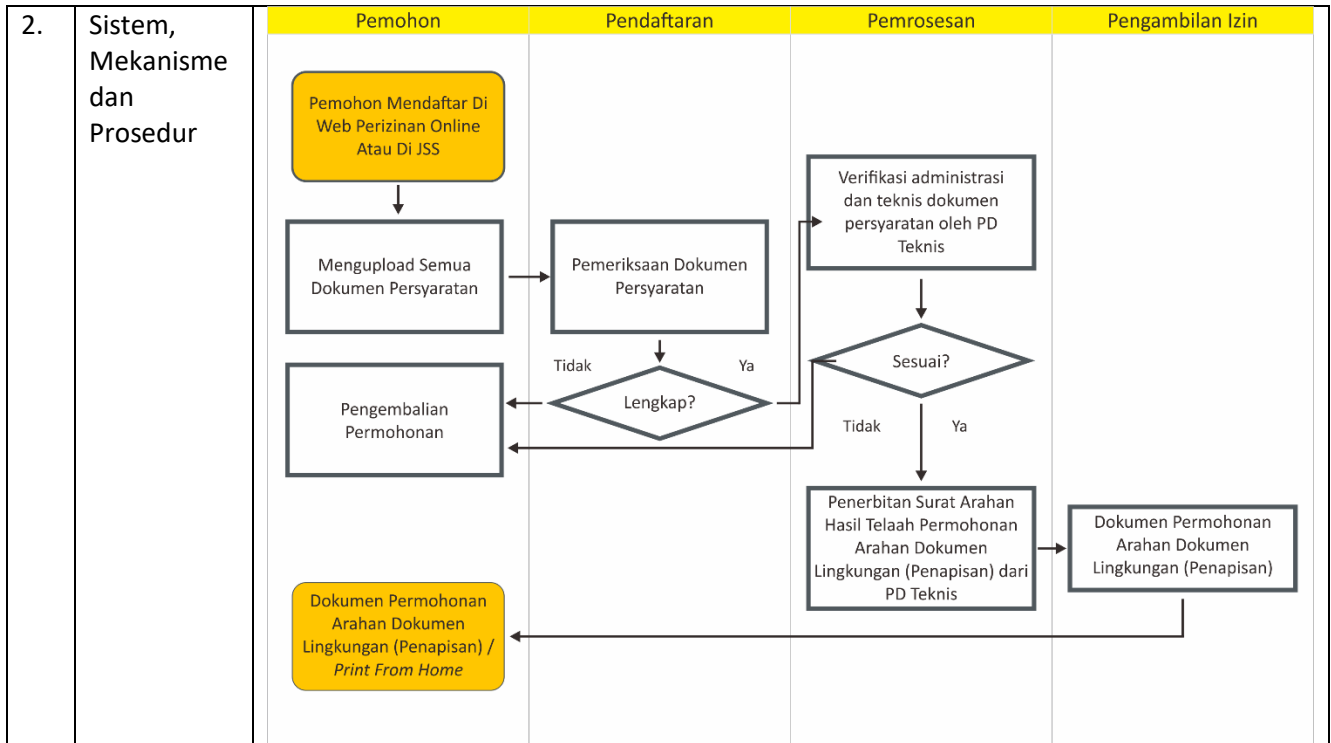 2.
Sistem,
Mekanisme
dan
Prosedur
Pemohon
Pendaftaran
Pemrosesan
Pengambilan Izin
Pemohon Mendaftar Di
Web Perizinan Online
Atau Di JSS
Mengupload Semua
Dokumen Persyaratan
Pemeriksaan Dokumen
Persyaratan
Verifikasi administrasi
dan teknis dokumen
persyaratan oleh PD
Teknis
Tidak
Ya
Lengkap?
Sesuai?
Pengembalian
Permohonan
Tidak
Ya
Penerbitan Surat Arahan
Hasil Telaah Permohonan
Arahan Dokumen
Lingkungan (Penapisan) dari
PD Teknis
Dokumen Permohonan
Arahan Dokumen
Lingkungan (Penapisan)
Dokumen Permohonan
Arahan Dokumen
Lingkungan (Penapisan) /
Print From Home